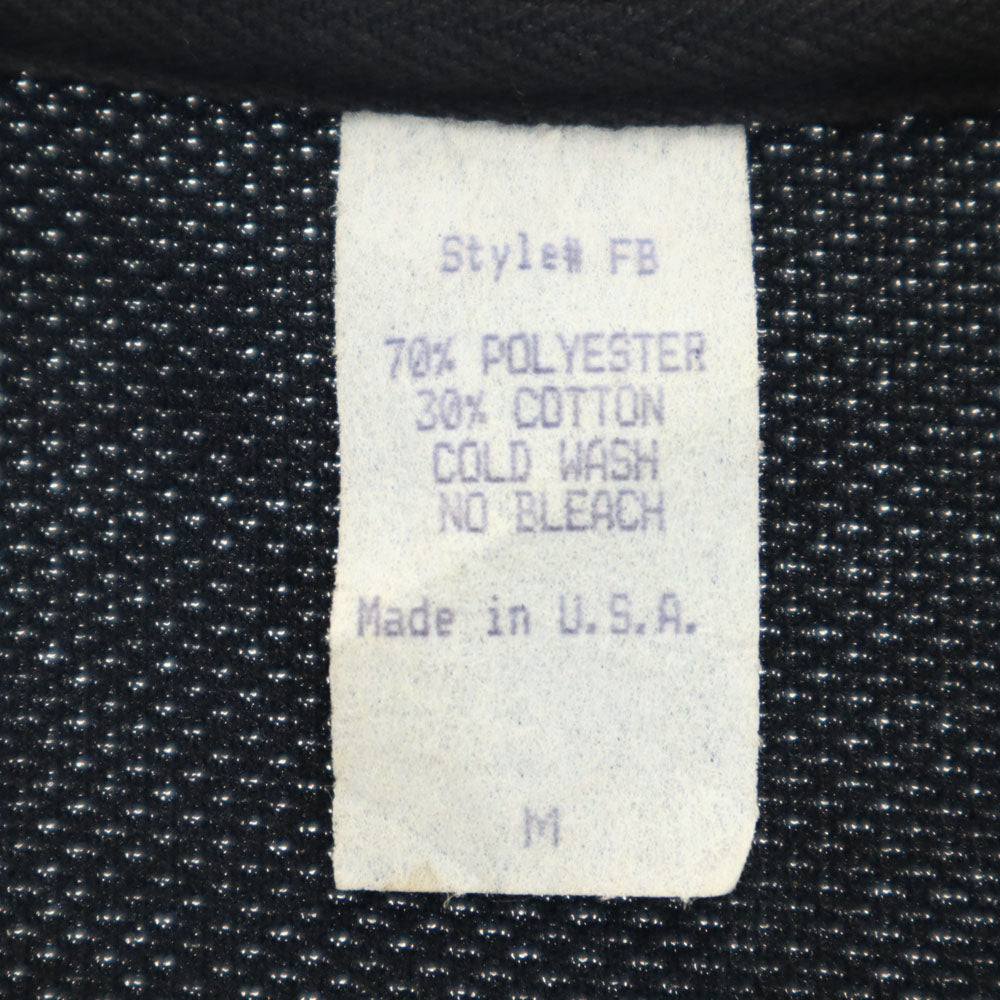 Style# FB
70% POLYESTER
30% COTTON
COLD WASH
NO BLEACH
Made in U.S.A.
M